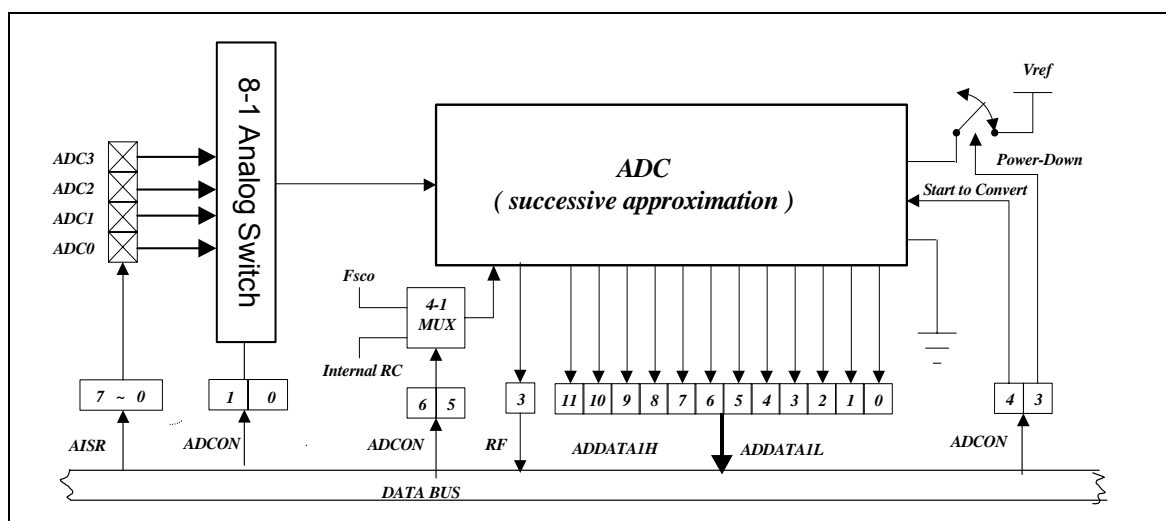 8-1 Analog Switch
ADC3
ADC2
ADC1
ADC0
ADC
( successive approximation )
Vref
Power-Down
Start to Convert
Fsco
4-1
MUX
Internal RC
7 ~ 0
1 0
6 5
3
11 10 9 8 7 6 5 4 3 2 1 0
4 3
AISR
ADCON
ADCON
RF
ADDATA1H
ADDATA1L
ADCON
DATA BUS